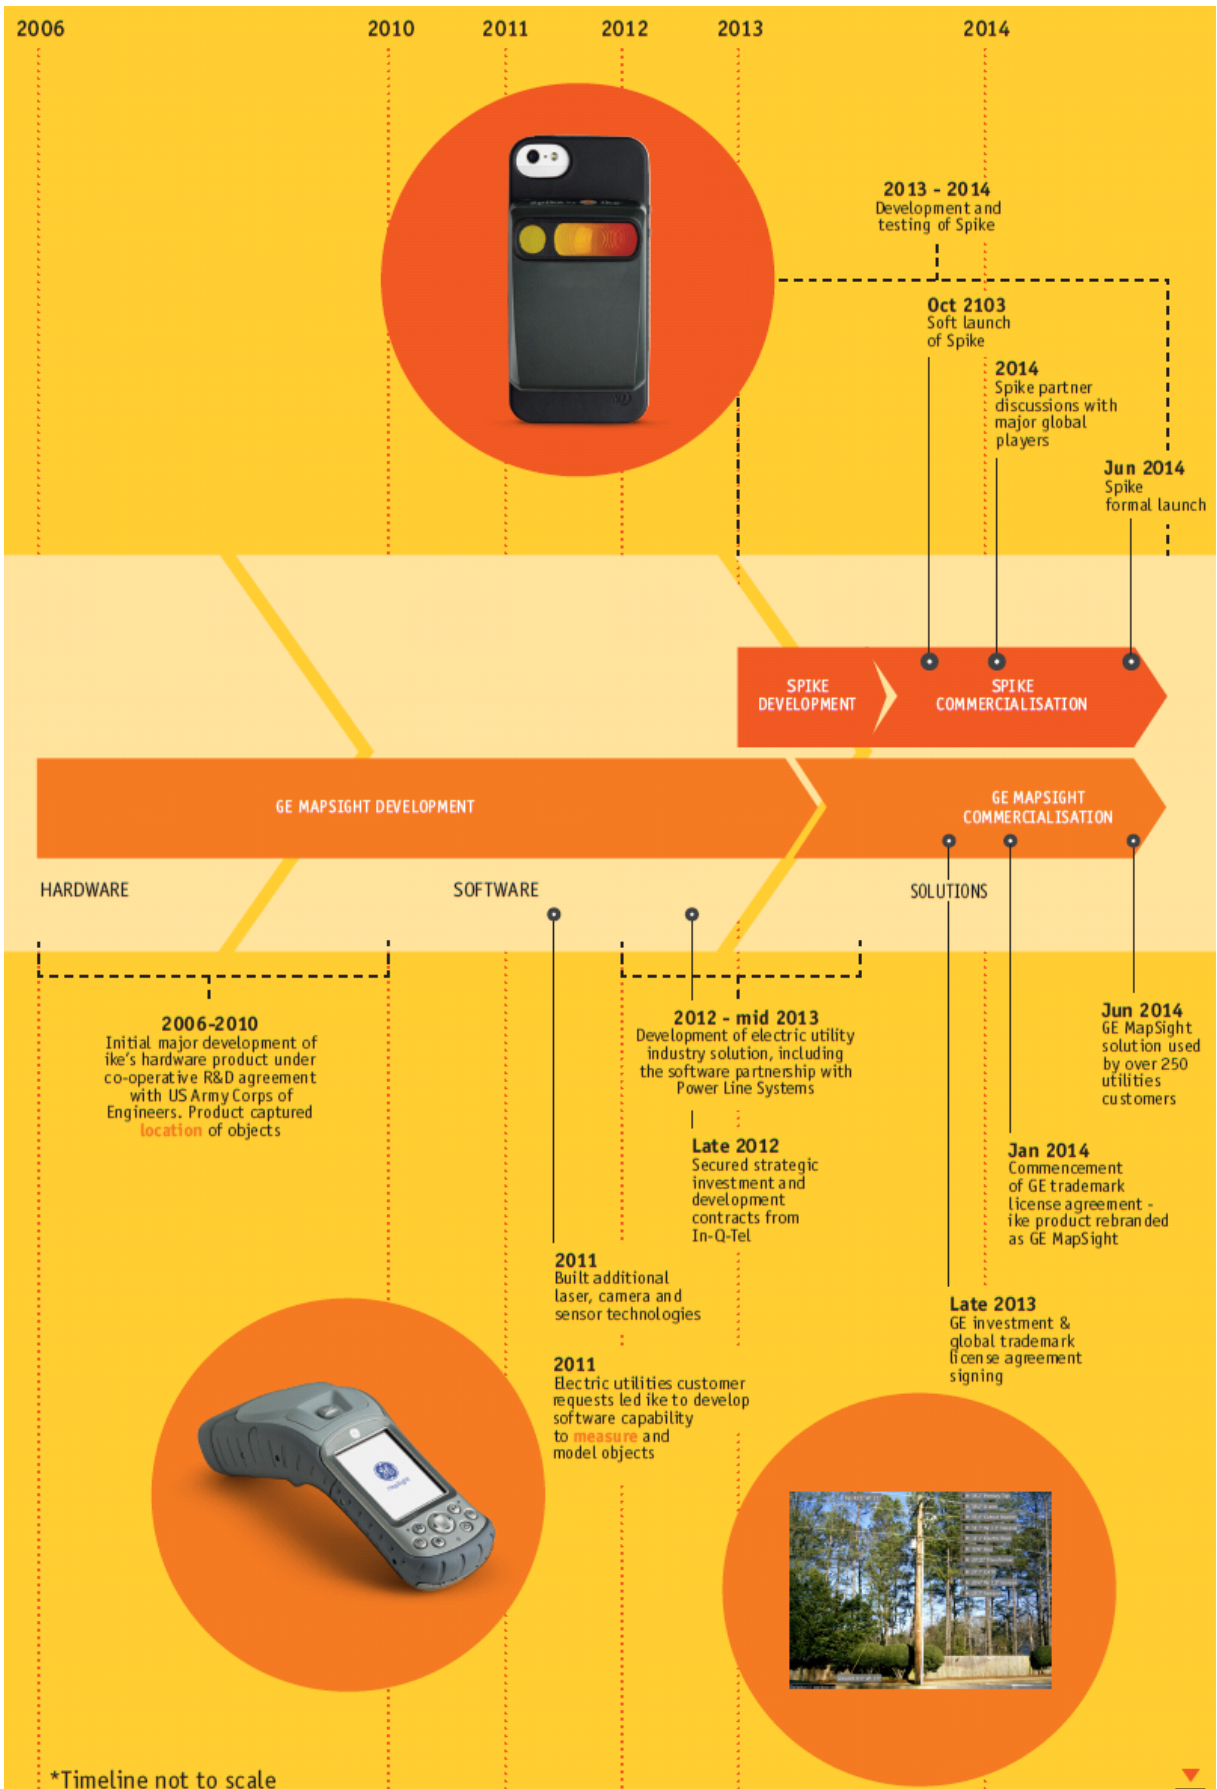 2006 2010 2011 2012 2013 2014
2013 - 2014
Development and
testing of Spike
Oct 2103
Soft launch
of Spike
2014
Spike partner
discussions with
major global
players
Jun 2014
Spike
formal launch
SPIKE
DEVELOPMENT
SPIKE
COMMERCIALISATION
GE MAPSIGHT DEVELOPMENT
GE MAPSIGHT
COMMERCIALISATION
HARDWARE
SOFTWARE
SOLUTIONS
2006-2010
Initial major development of
ike's hardware product under
co-operative R&D agreement
with US Army Corps of
Engineers. Product captured
location of objects
2012 - mid 2013
Development of electric utility
industry solution, including
the software partnership with
Power Line Systems
Late 2012
Secured strategic
investment and
development
contracts from
In-Q-Tel
2011
Built additional
laser, camera and
sensor technologies
2011
Electric utilities customer
requests led ike to develop
software capability
to measure and
model objects
Jun 2014
GE MapSight
solution used
by over 250
utilities
customers
Jan 2014
Commencement
of GE trademark
license agreement -
ike product rebranded
as GE MapSight
Late 2013
GE investment &
global trademark
license agreement
signing
*Timeline not to scale